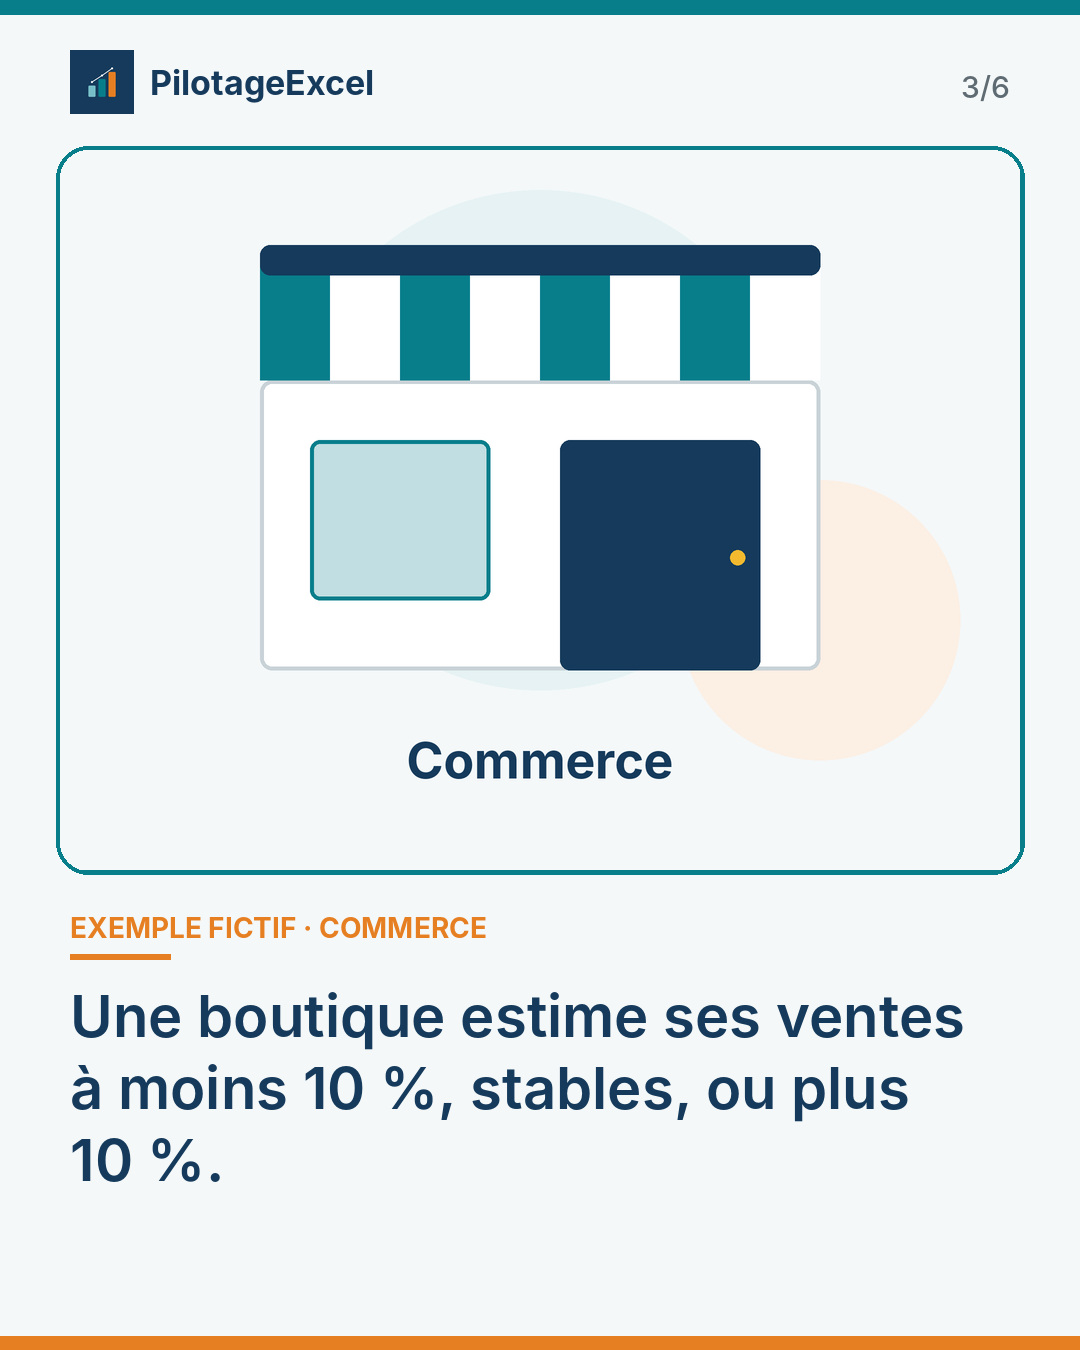 PilotageExcel
3/6
Commerce
EXEMPLE FICTIF · COMMERCE
Une boutique estime ses ventes
à moins 10 %, stables, ou plus
10 %.